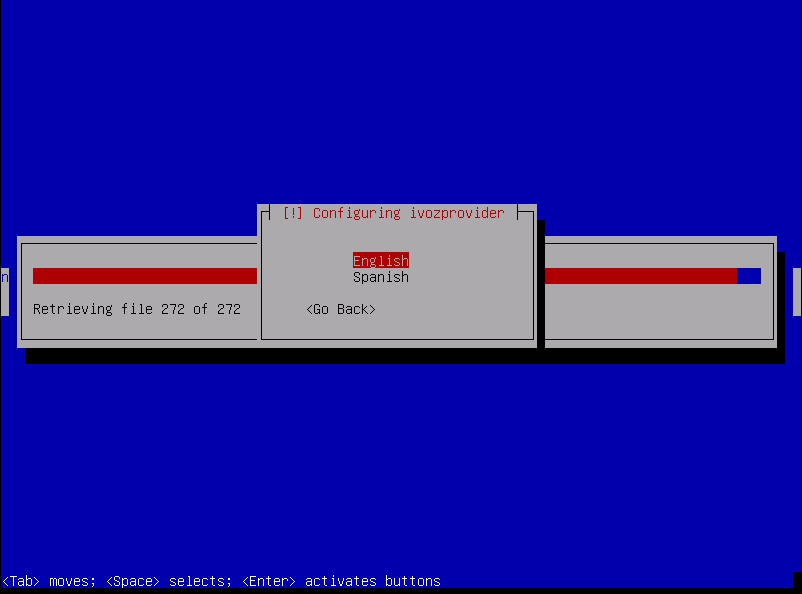 [!] Configuring ivozprovider
English
Spanish
n
Retrieving file 272 of 272
<Go Back>
<Tab> moves; <Space> selects; <Enter> activates buttons